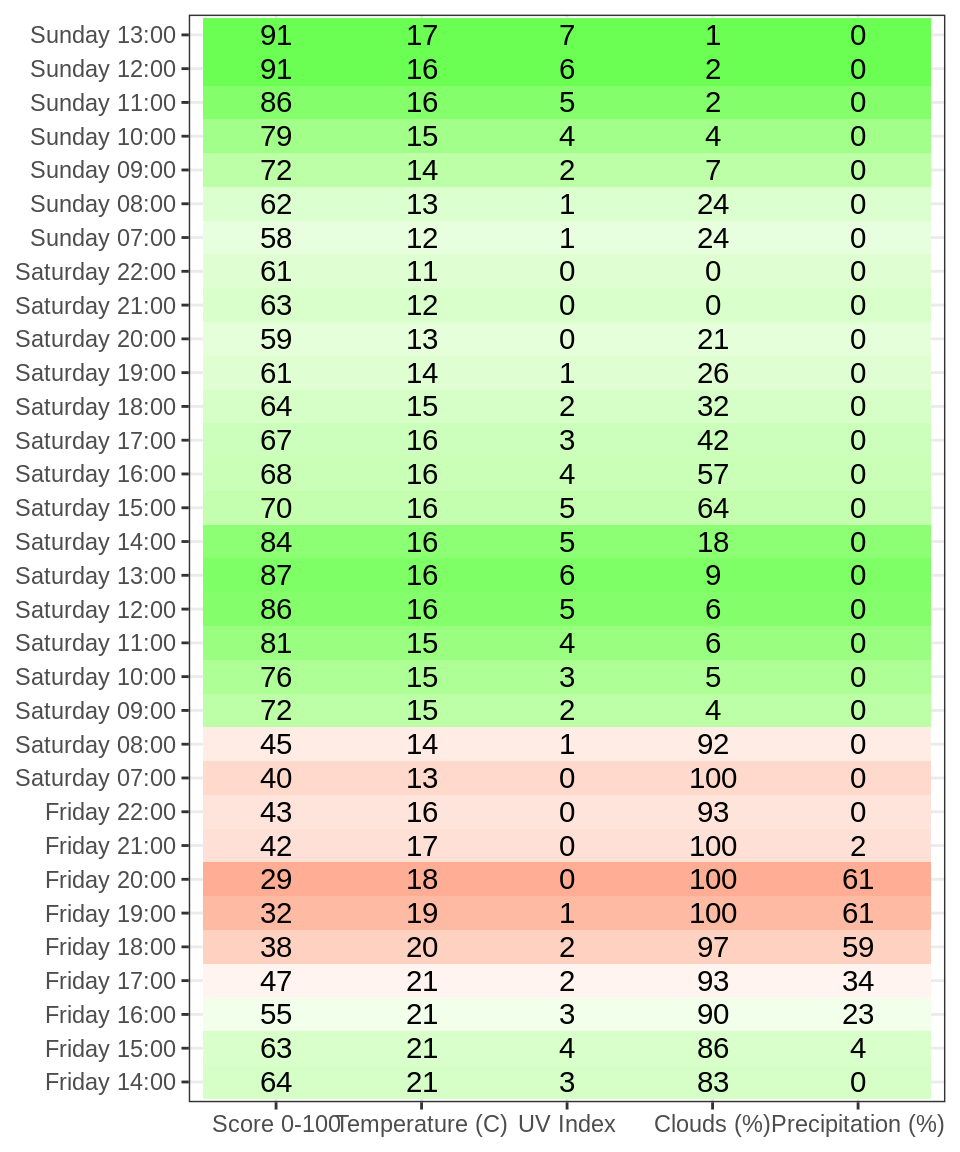 Sunday 13:00 91 17 7 1 0
Sunday 12:00 91 16 6 2 0
Sunday 11:00 86 16 5 2 0
Sunday 10:00 79 15 4 4 0
Sunday 09:00 72 14 2 7 0
Sunday 08:00 62 13 1 24 0
Sunday 07:00 58 12 1 24 0
Saturday 22:00 61 11 0 0 0
Saturday 21:00 63 12 0 0 0
Saturday 20:00 59 13 0 21 0
Saturday 19:00 61 14 1 26 0
Saturday 18:00 64 15 2 32 0
Saturday 17:00 67 16 3 42 0
Saturday 16:00 68 16 4 57 0
Saturday 15:00 70 16 5 64 0
Saturday 14:00 84 16 5 18 0
Saturday 13:00 87 16 6 9 0
Saturday 12:00 86 16 5 6 0
Saturday 11:00 81 15 4 6 0
Saturday 10:00 76 15 3 5 0
Saturday 09:00 72 15 2 4 0
Saturday 08:00 45 14 1 92 0
Saturday 07:00 40 13 0 100 0
Friday 22:00 43 16 0 93 0
Friday 21:00 42 17 0 100 2
Friday 20:00 29 18 0 100 61
Friday 19:00 32 19 1 100 61
Friday 18:00 38 20 2 97 59
Friday 17:00 47 21 2 93 34
Friday 16:00 55 21 3 90 23
Friday 15:00 63 21 4 86 4
Friday 14:00 64 21 3 83 0
Score 0-100 Temperature (C) UV Index Clouds (%) Precipitation (%)